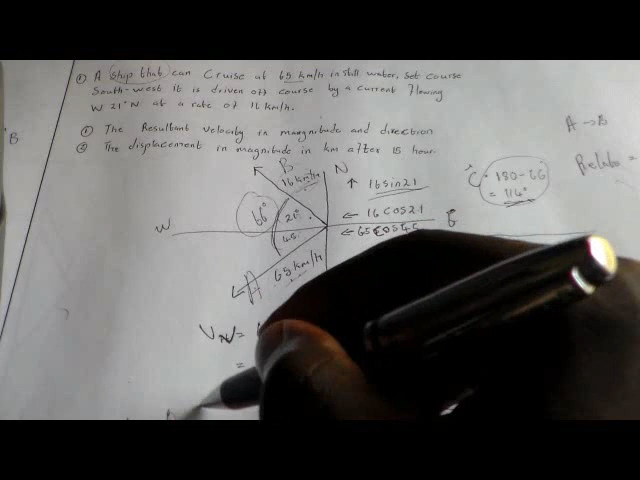 A ship that can Cruise at 65 km/h in still water, set course
South-west. It is driven off course by a current flowing
W 21° N at a rate of 16 km/h.
① The Resultant velocity in magnitude and direction
② The displacement in magnitude in km after 15 hour
B
A → B
N
B
16 km/h
16 sin 21
C 180-66
= 116°
66°
21°
16 cos 21
W
E
45
65 cos 45
A
65 km/h
V
=